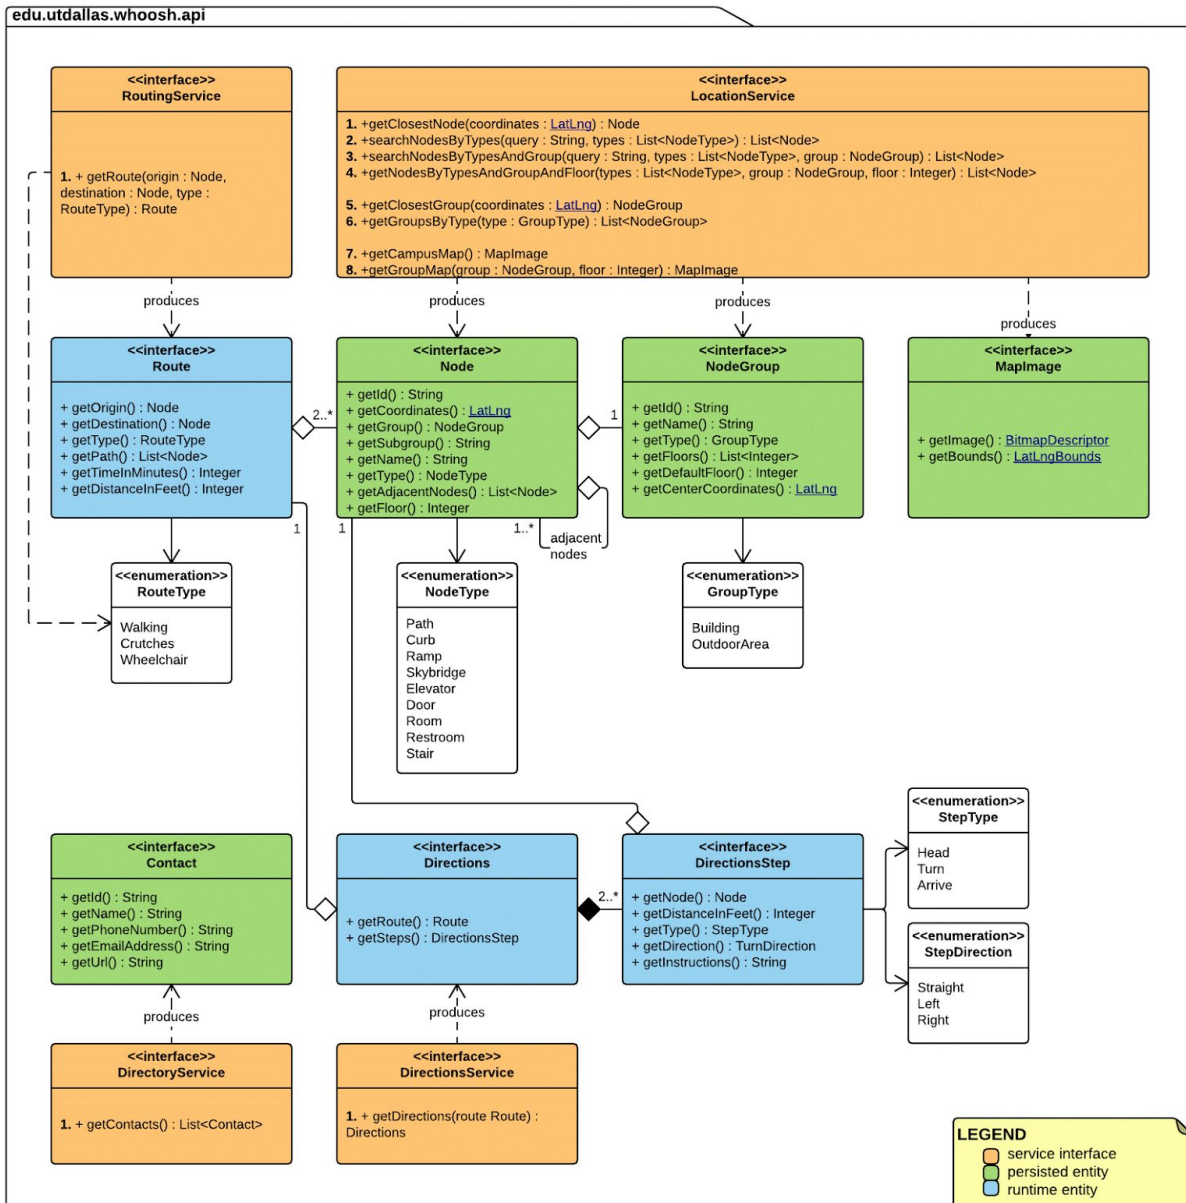 edu.utdallas.whoosh.api
<<interface>>
RoutingService
1. + getRoute(origin : Node,
destination : Node, type :
RouteType) : Route
<<interface>>
LocationService
1. +getClosestNode(coordinates : LatLng) : Node
2. +searchNodesByTypes(query : String, types : List<NodeType>) : List<Node>
3. +searchNodesByTypesAndGroup(query : String, types : List<NodeType>, group : NodeGroup) : List<Node>
4. +getNodesByTypesAndGroupAndFloor(types : List<NodeType>, group : NodeGroup, floor : Integer) : List<Node>
5. +getClosestGroup(coordinates : LatLng) : NodeGroup
6. +getGroupsByType(type : GroupType) : List<NodeGroup>
7. +getCampusMap() : MapImage
8. +getGroupMap(group : NodeGroup, floor : Integer) : MapImage
produces
produces
produces
produces
<<interface>>
Route
+ getOrigin() : Node
+ getDestination() : Node
+ getType() : RouteType
+ getPath() : List<Node>
+ getTimeInMinutes() : Integer
+ getDistanceInFeet() : Integer
2..*
<<interface>>
Node
+ getId() : String
+ getCoordinates() : LatLng
+ getGroup() : NodeGroup
+ getSubgroup() : String
+ getName() : String
+ getType() : NodeType
+ getAdjacentNodes() : List<Node>
+ getFloor() : Integer
1
<<interface>>
NodeGroup
+ getId() : String
+ getName() : String
+ getType() : GroupType
+ getFloors() : List<Integer>
+ getDefaultFloor() : Integer
+ getCenterCoordinates() : LatLng
<<interface>>
MapImage
+ getImage() : BitmapDescriptor
+ getBounds() : LatLngBounds
1
1
1..*
adjacent
nodes
<<enumeration>>
RouteType
Walking
Crutches
Wheelchair
<<enumeration>>
NodeType
Path
Curb
Ramp
Skybridge
Elevator
Door
Room
Restroom
Stair
<<enumeration>>
GroupType
Building
OutdoorArea
<<enumeration>>
StepType
Head
Turn
Arrive
<<interface>>
Contact
+ getId() : String
+ getName() : String
+ getPhoneNumber() : String
+ getEmailAddress() : String
+ getUrl() : String
<<interface>>
Directions
+ getRoute() : Route
+ getSteps() : DirectionsStep
2..*
<<interface>>
DirectionsStep
+ getNode() : Node
+ getDistanceInFeet() : Integer
+ getType() : StepType
+ getDirection() : TurnDirection
+ getInstructions() : String
<<enumeration>>
StepDirection
Straight
Left
Right
produces
produces
<<interface>>
DirectoryService
1. + getContacts() : List<Contact>
<<interface>>
DirectionsService
1. + getDirections(route Route) :
Directions
LEGEND
service interface
persisted entity
runtime entity